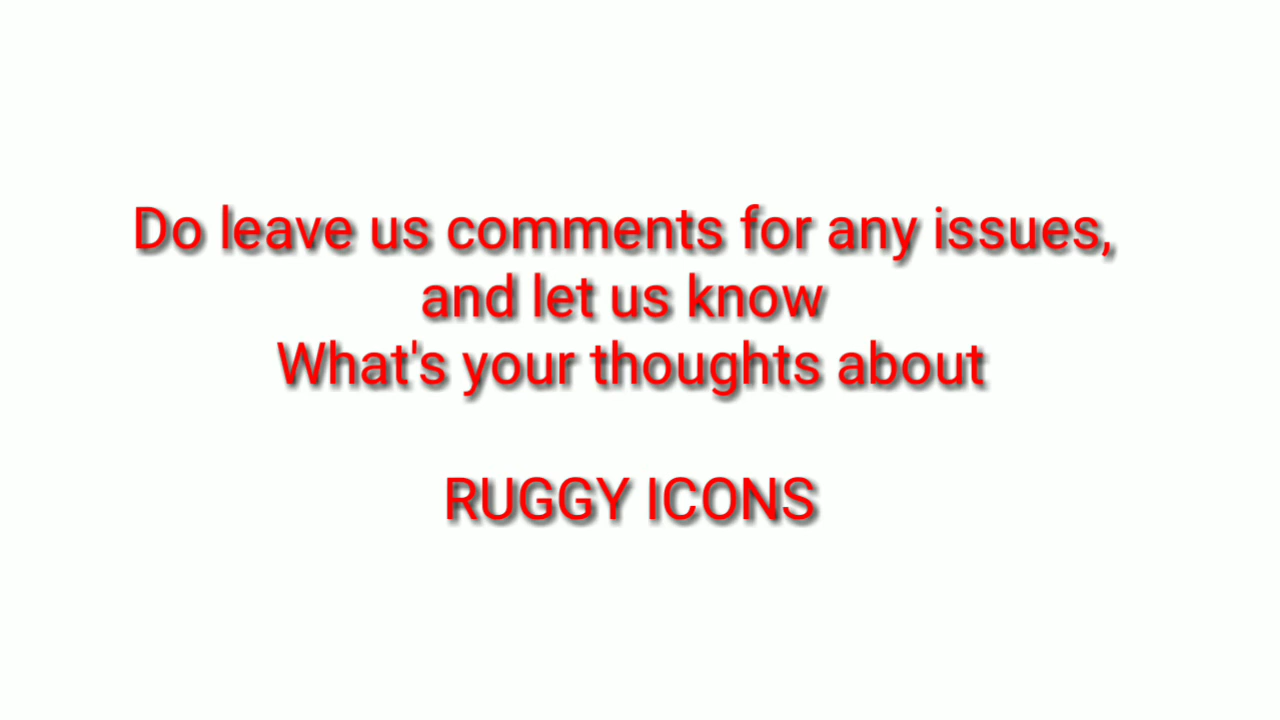 Do leave us comments for any issues,
and let us know
What's your thoughts about
RUGGY ICONS